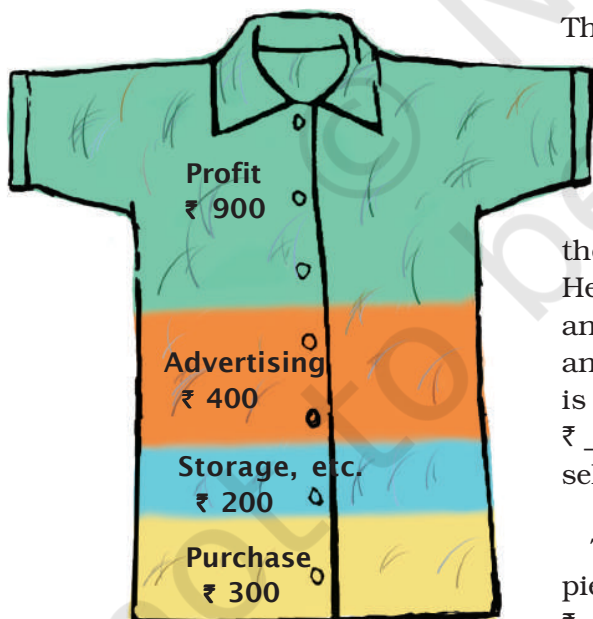 Th
Profit
₹ 900
the
He
an
Advertising
an
₹ 400
is
₹ _
sel
Storage, etc.
₹ 200
T
Purchase
pie
₹ 300